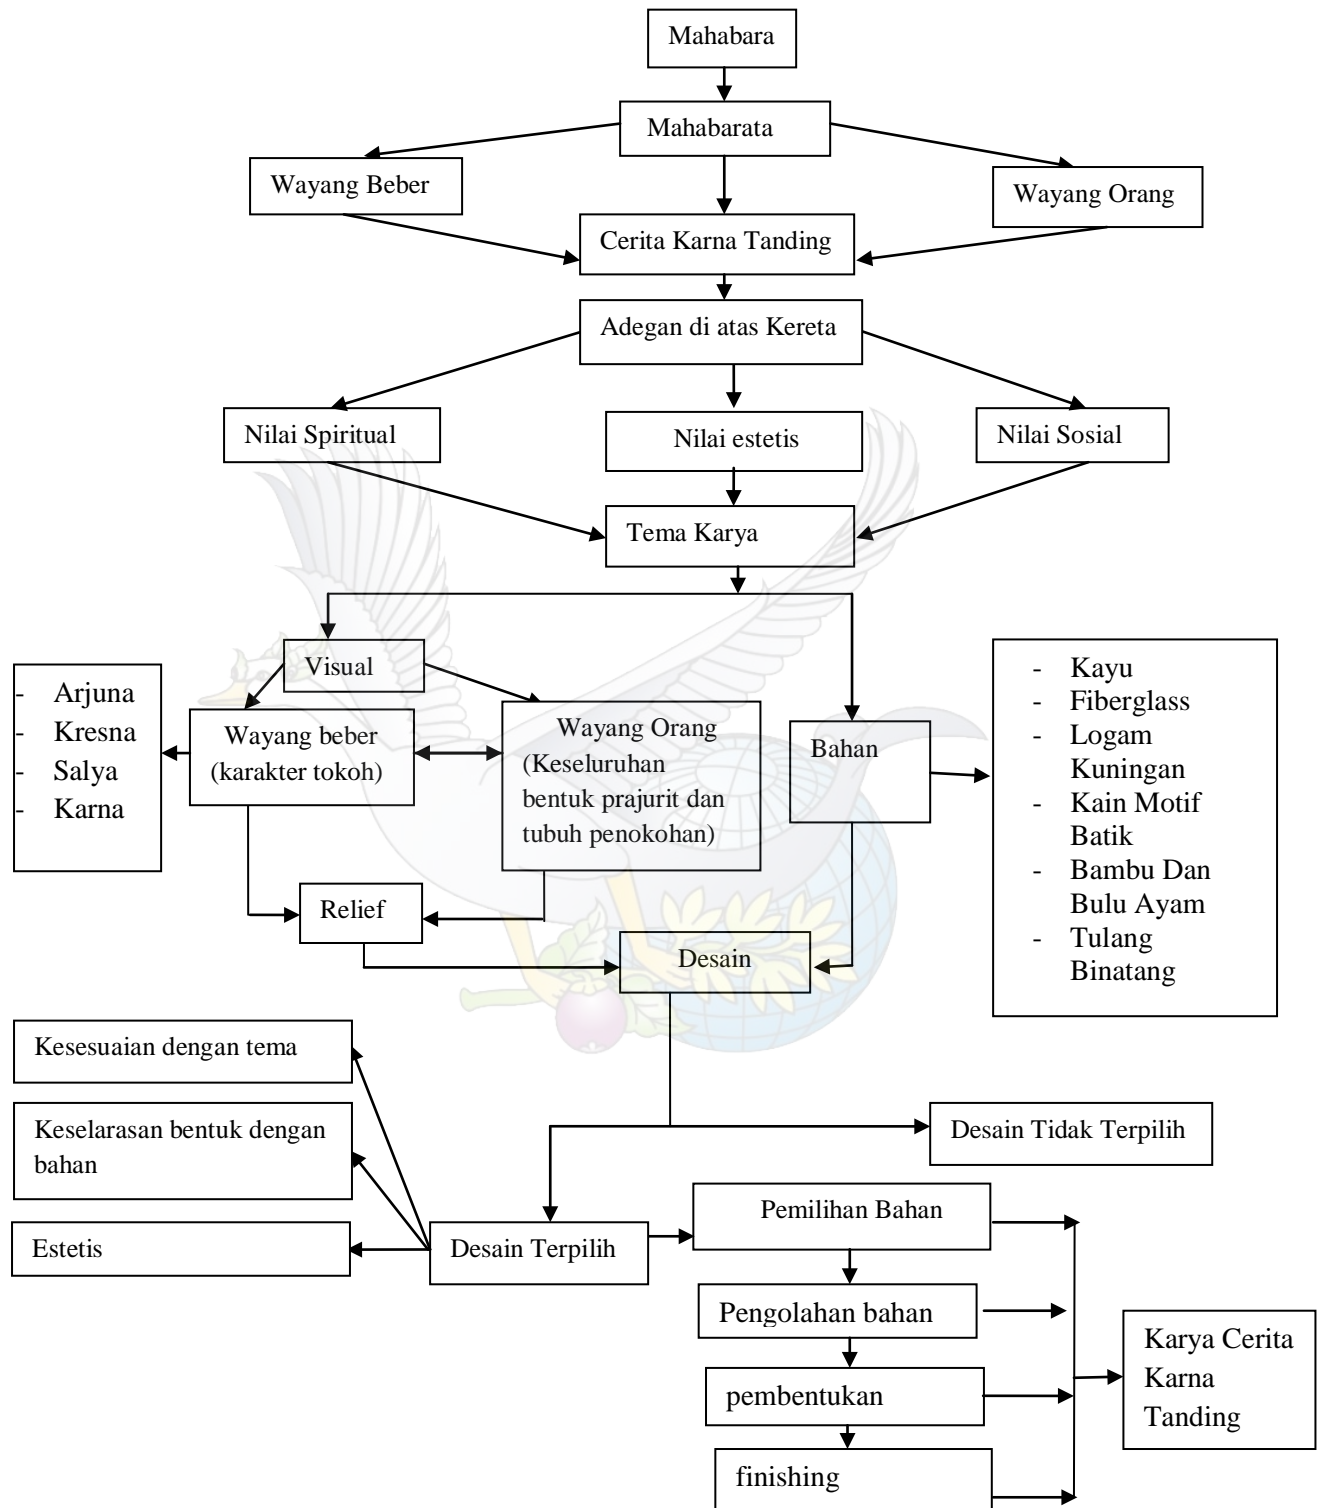 Mahabara
Mahabarata
Wayang Beber
Wayang Orang
Cerita Karna Tanding
Adegan di atas Kereta
Nilai Spiritual
Nilai estetis
Nilai Sosial
Tema Karya
Visual
- Arjuna
- Kresna
- Salya
- Karna
Wayang beber
(karakter tokoh)
Wayang Orang
(Keseluruhan
bentuk prajurit dan
tubuh penokohan)
Bahan
- Kayu
- Fiberglass
- Logam
Kuningan
- Kain Motif
Batik
- Bambu Dan
Bulu Ayam
- Tulang
Binatang
Relief
Desain
Kesesuaian dengan tema
Keselarasan bentuk dengan
bahan
Estetis
Desain Tidak Terpilih
Desain Terpilih
Pemilihan Bahan
Pengolahan bahan
pembentukan
finishing
Karya Cerita
Karna
Tanding